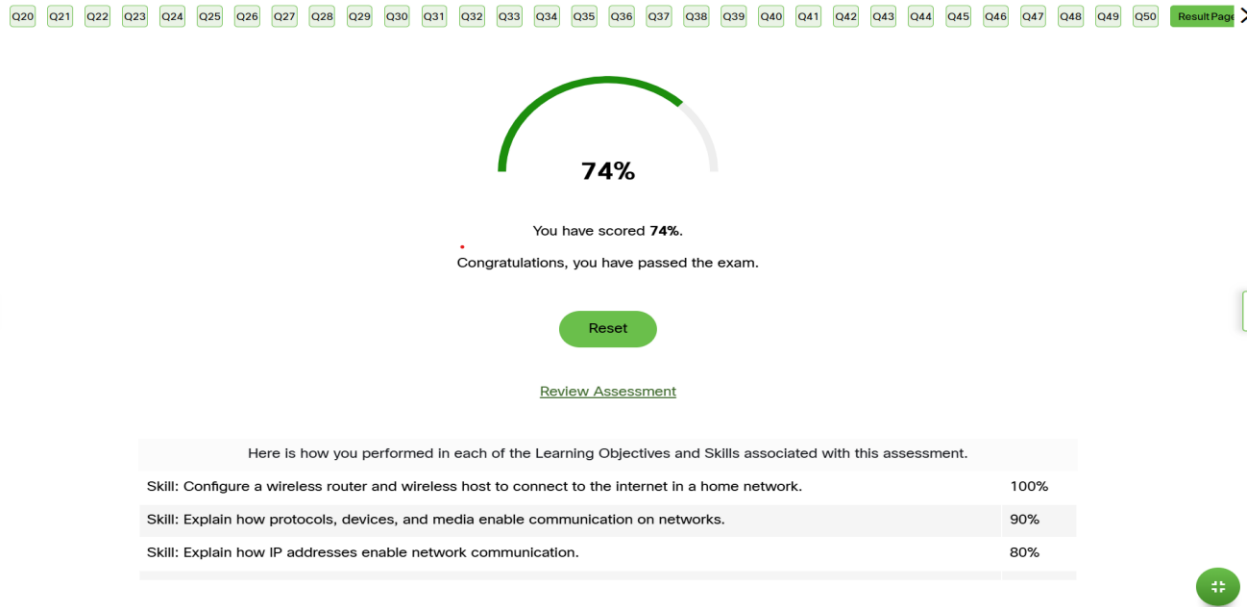 Q20 Q21 Q22 Q23 Q24 Q25 Q26 Q27 Q28 Q29 Q30 Q31 Q32 Q33 Q34 Q35 Q36 Q37 Q38 Q39 Q40 Q41 Q42 Q43 Q44 Q45 Q46 Q47 Q48 Q49 Q50 Result Page
74%
You have scored 74%.
Congratulations, you have passed the exam.
Reset
Review Assessment
Here is how you performed in each of the Learning Objectives and Skills associated with this assessment.
Skill: Configure a wireless router and wireless host to connect to the internet in a home network. 100%
Skill: Explain how protocols, devices, and media enable communication on networks. 90%
Skill: Explain how IP addresses enable network communication. 80%